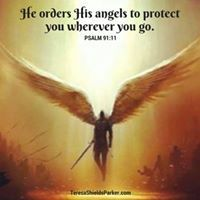 He orders His angels to protect
you wherever you go.
PSALM 91:11
TeresaShieldsParker.com